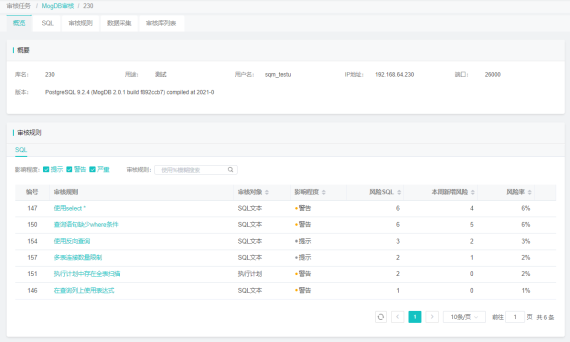 审核任务 / MogDB审核 / 230
概览 SQL 审核规则 数据采集 审核库列表
概要
库名: 230 用途: 测试 用户名: sqm_testu IP地址: 192.168.64.230 端口: 26000
版本: PostgreSQL 9.2.4 (MogDB 2.0.1 build f892ccb7) compiled at 2021-0
审核规则
SQL
影响程度: 提示 警告 严重 审核规则: 使用%模糊搜索
编号 审核规则 审核对象 影响程度 风险SQL 本周新增风险 风险率
147 使用select * SQL文本 警告 6 4 6%
150 查询语句缺少where条件 SQL文本 警告 6 5 6%
154 使用反向查询 SQL文本 提示 3 2 3%
157 多表连接数量限制 SQL文本 提示 2 1 2%
151 执行计划中存在全表扫描 执行计划 警告 2 0 2%
146 在查询列上使用表达式 SQL文本 警告 1 0 1%
1 10条/页 前往 1 页 共 6 条